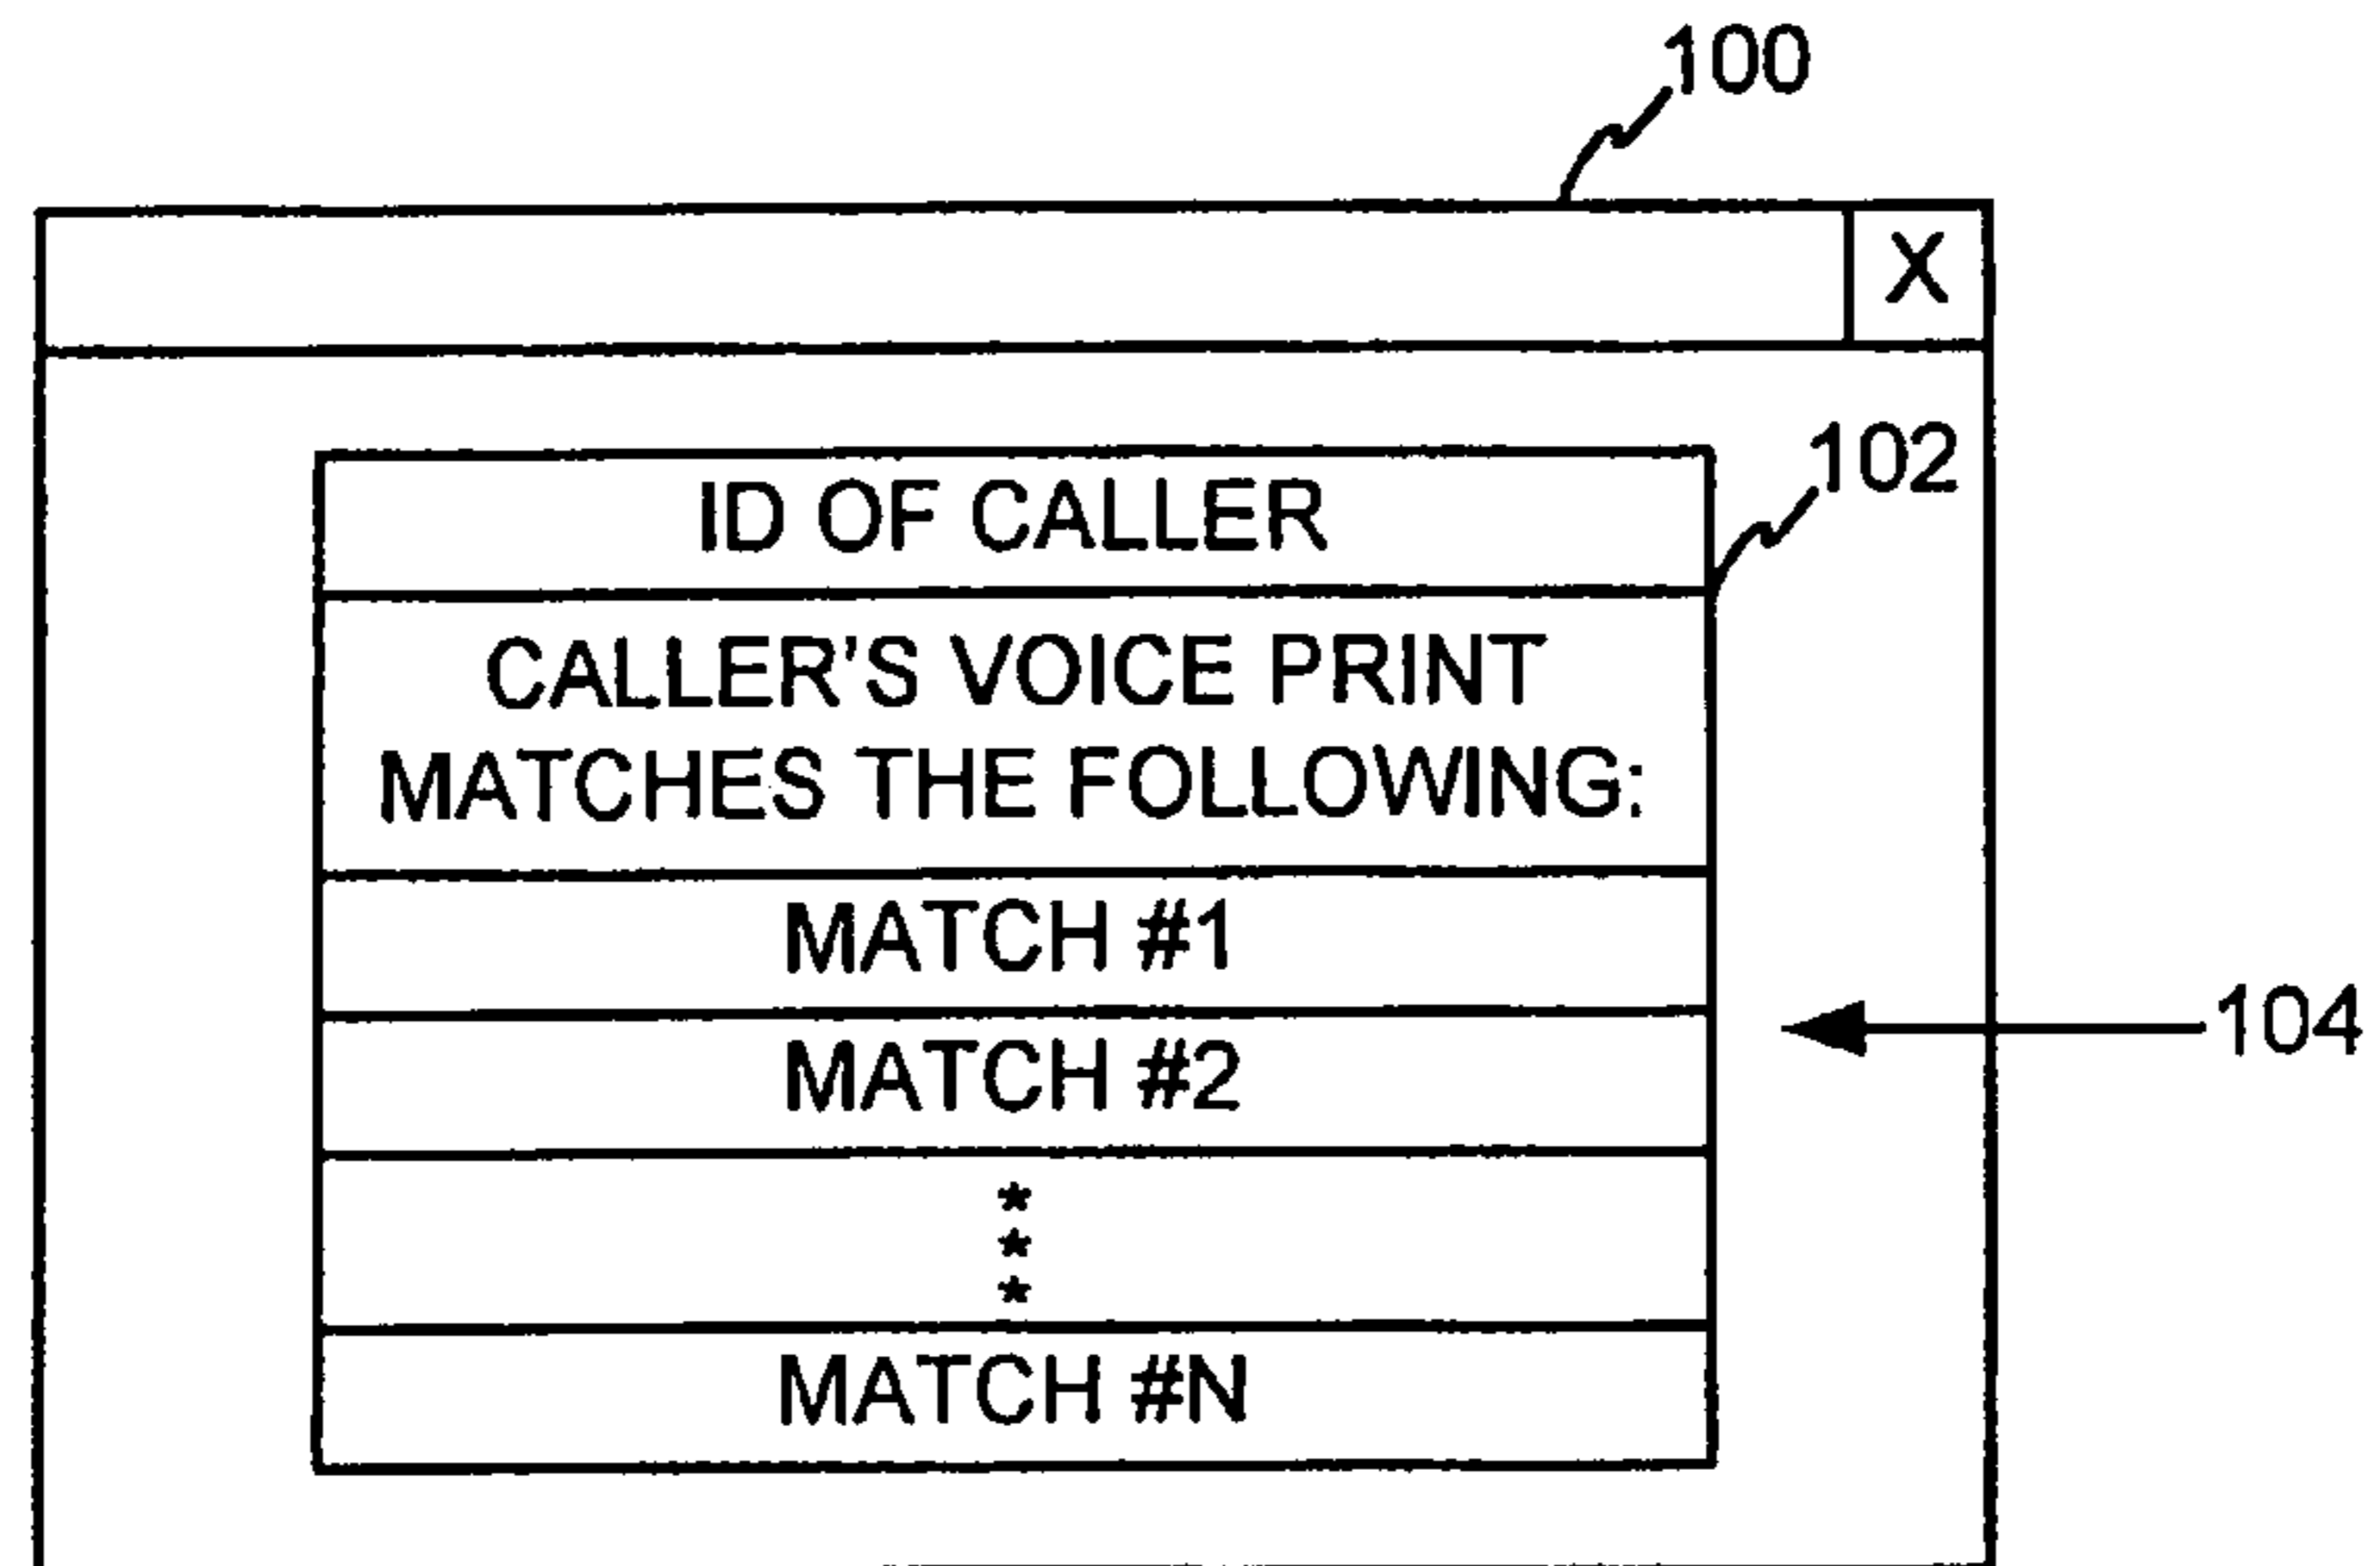 100
X
102
ID OF CALLER
CALLER'S VOICE PRINT
MATCHES THE FOLLOWING:
MATCH #1
MATCH #2
104
*
*
*
MATCH #N